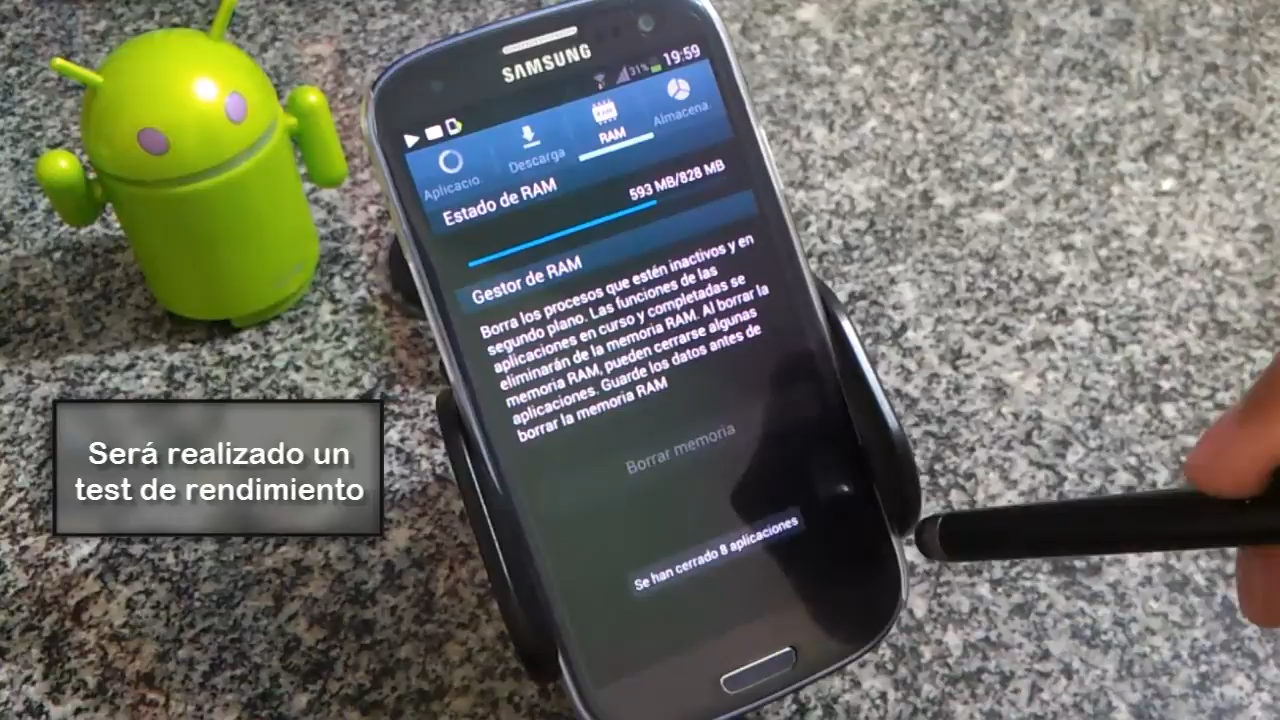 SAMSUNG
31% 19:59
Aplicacio
Descarga
RAM
Almacena
Estado de RAM
593 MB/828 MB
Gestor de RAM
Borra los procesos que estén inactivos y en
segundo plano. Las funciones de las
aplicaciones en curso y completadas se
eliminarán de la memoria RAM. Al borrar la
memoria RAM, pueden cerrarse algunas
aplicaciones. Guarde los datos antes de
borrar la memoria RAM
Borrar memoria
Se han cerrado 8 aplicaciones
Será realizado un
test de rendimiento